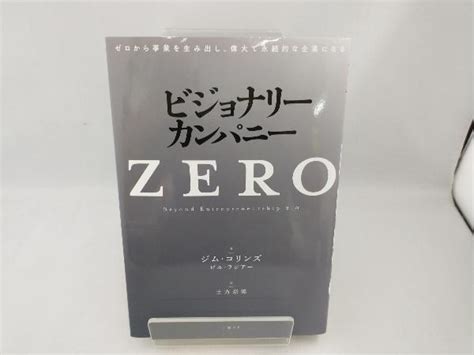 ゼロから事業を生み出し、偉大で永続的な企業になる
ビジョナリー
カンパニー
ZERO
Beyond Entrepreneurship 2.0
ジム・コリンズ
ビル・ラジアー